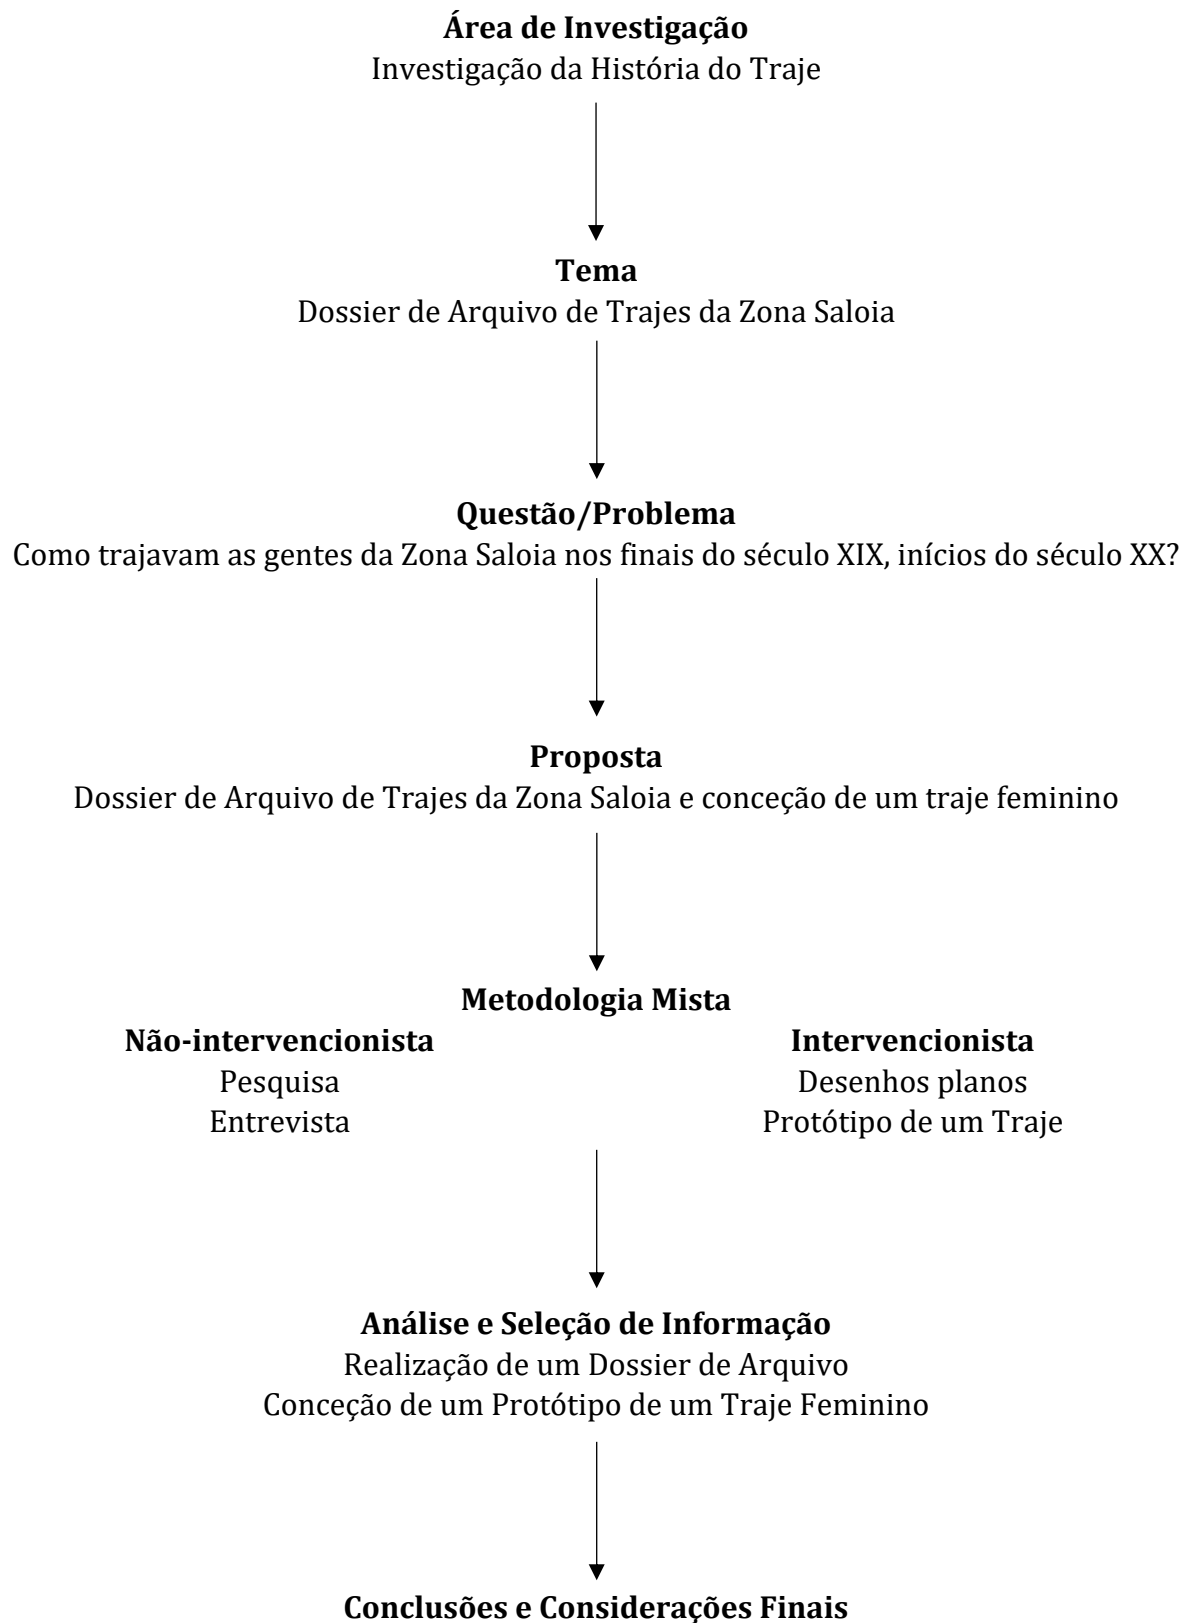 Área de Investigação
Investigação da História do Traje
Tema
Dossier de Arquivo de Trajes da Zona Saloia
Questão/Problema
Como trajavam as gentes da Zona Saloia nos finais do século XIX, inícios do século XX?
Proposta
Dossier de Arquivo de Trajes da Zona Saloia e conceção de um traje feminino
Metodologia Mista
Não-intervencionista
Pesquisa
Entrevista
Intervencionista
Desenhos planos
Protótipo de um Traje
Análise e Seleção de Informação
Realização de um Dossier de Arquivo
Conceção de um Protótipo de um Traje Feminino
Conclusões e Considerações Finais